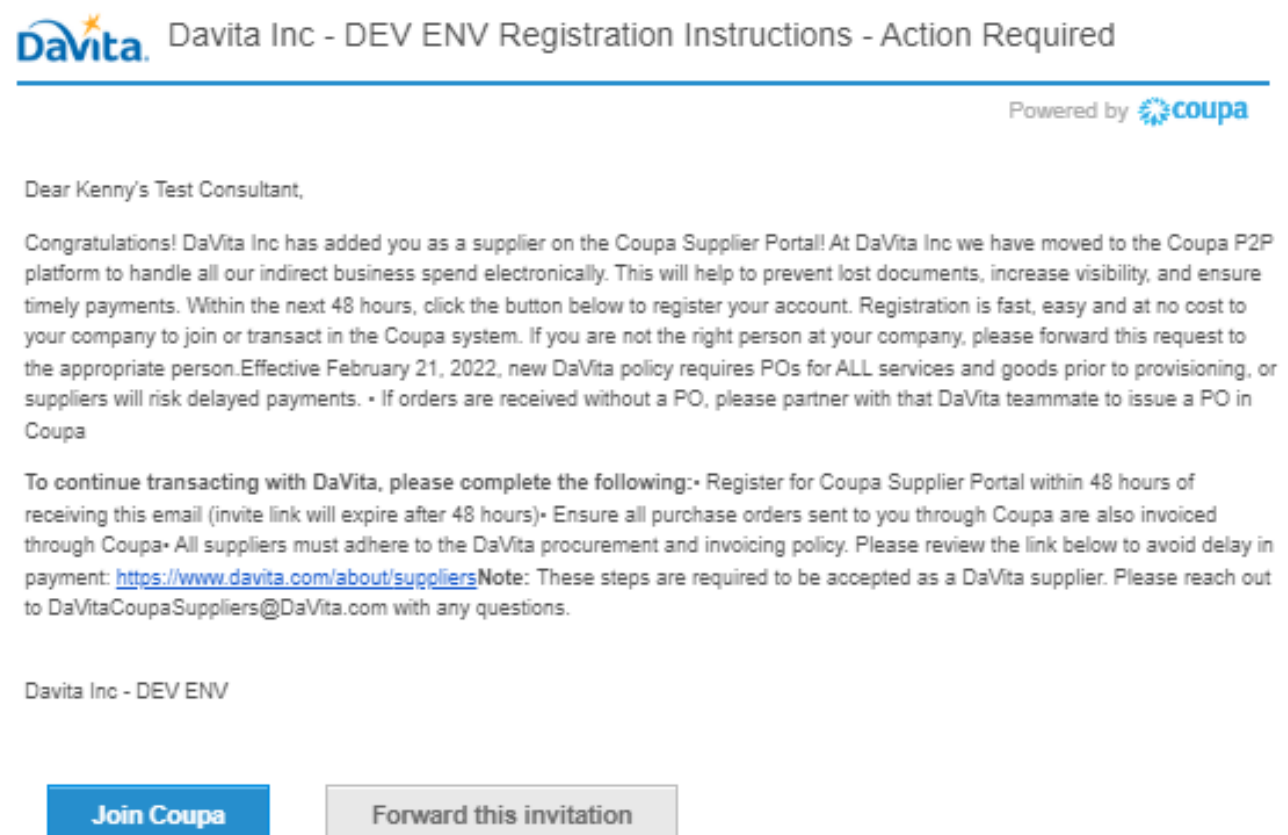 DaVita. Davita Inc - DEV ENV Registration Instructions - Action Required
Powered by coupa
Dear Kenny's Test Consultant,
Congratulations! DaVita Inc has added you as a supplier on the Coupa Supplier Portal! At DaVita Inc we have moved to the Coupa P2P
platform to handle all our indirect business spend electronically. This will help to prevent lost documents, increase visibility, and ensure
timely payments. Within the next 48 hours, click the button below to register your account. Registration is fast, easy and at no cost to
your company to join or transact in the Coupa system. If you are not the right person at your company, please forward this request to
the appropriate person.Effective February 21, 2022, new DaVita policy requires POs for ALL services and goods prior to provisioning, or
suppliers will risk delayed payments. • If orders are received without a PO, please partner with that DaVita teammate to issue a PO in
Coupa
To continue transacting with DaVita, please complete the following:• Register for Coupa Supplier Portal within 48 hours of
receiving this email (invite link will expire after 48 hours)• Ensure all purchase orders sent to you through Coupa are also invoiced
through Coupa• All suppliers must adhere to the DaVita procurement and invoicing policy. Please review the link below to avoid delay in
payment: https://www.davita.com/about/suppliersNote: These steps are required to be accepted as a DaVita supplier. Please reach out
to DaVitaCoupaSuppliers@DaVita.com with any questions.
Davita Inc - DEV ENV
Join Coupa
Forward this invitation